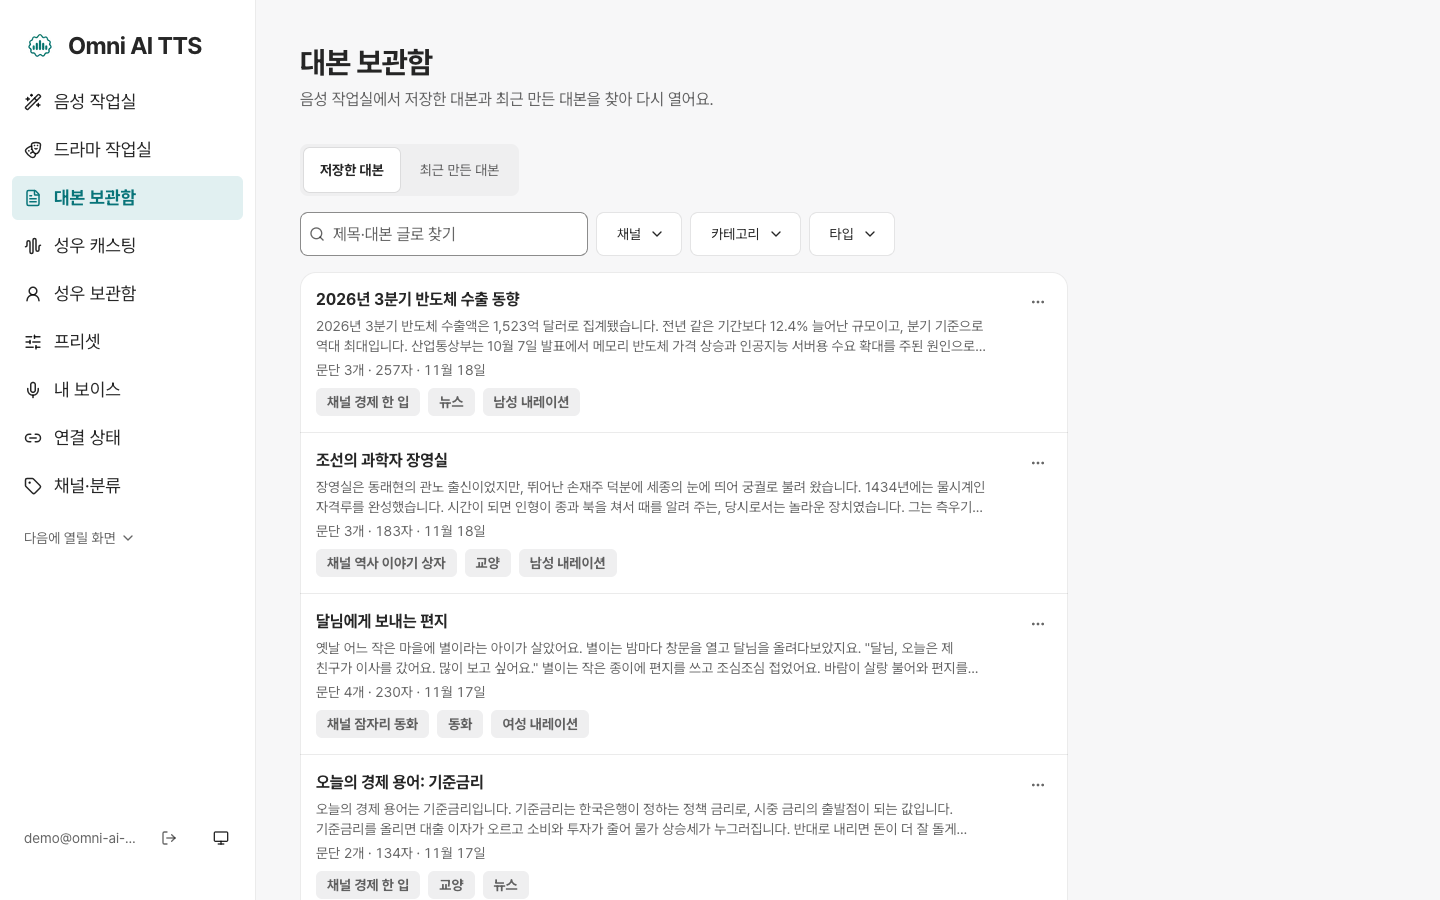 Omni AI TTS
음성 작업실
드라마 작업실
대본 보관함
성우 캐스팅
성우 보관함
프리셋
내 보이스
연결 상태
채널·분류
다음에 열릴 화면
demo@omni-ai-...
대본 보관함
음성 작업실에서 저장한 대본과 최근 만든 대본을 찾아 다시 열어요.
저장한 대본
최근 만든 대본
제목·대본 글로 찾기
채널
카테고리
타입
2026년 3분기 반도체 수출 동향
2026년 3분기 반도체 수출액은 1,523억 달러로 집계됐습니다. 전년 같은 기간보다 12.4% 늘어난 규모이고, 분기 기준으로
역대 최대입니다. 산업통상부는 10월 7일 발표에서 메모리 반도체 가격 상승과 인공지능 서버용 수요 확대를 주된 원인으로...
문단 3개 · 257자 · 11월 18일
채널 경제 한 입
뉴스
남성 내레이션
조선의 과학자 장영실
장영실은 동래현의 관노 출신이었지만, 뛰어난 손재주 덕분에 세종의 눈에 띄어 궁궐로 불려 왔습니다. 1434년에는 물시계인
자격루를 완성했습니다. 시간이 되면 인형이 종과 북을 쳐서 때를 알려 주는, 당시로서는 놀라운 장치였습니다. 그는 측우기...
문단 3개 · 183자 · 11월 18일
채널 역사 이야기 상자
교양
남성 내레이션
달님에게 보내는 편지
옛날 어느 작은 마을에 별이라는 아이가 살았어요. 별이는 밤마다 창문을 열고 달님을 올려다보았지요. "달님, 오늘은 제
친구가 이사를 갔어요. 많이 보고 싶어요." 별이는 작은 종이에 편지를 쓰고 조심조심 접었어요. 바람이 살랑 불어와 편지를...
문단 4개 · 230자 · 11월 17일
채널 잠자리 동화
동화
여성 내레이션
오늘의 경제 용어: 기준금리
오늘의 경제 용어는 기준금리입니다. 기준금리는 한국은행이 정하는 정책 금리로, 시중 금리의 출발점이 되는 값입니다.
기준금리를 올리면 대출 이자가 오르고 소비와 투자가 줄어 물가 상승세가 누그러집니다. 반대로 내리면 돈이 더 잘 돌게...
문단 2개 · 134자 · 11월 17일
채널 경제 한 입
교양
뉴스